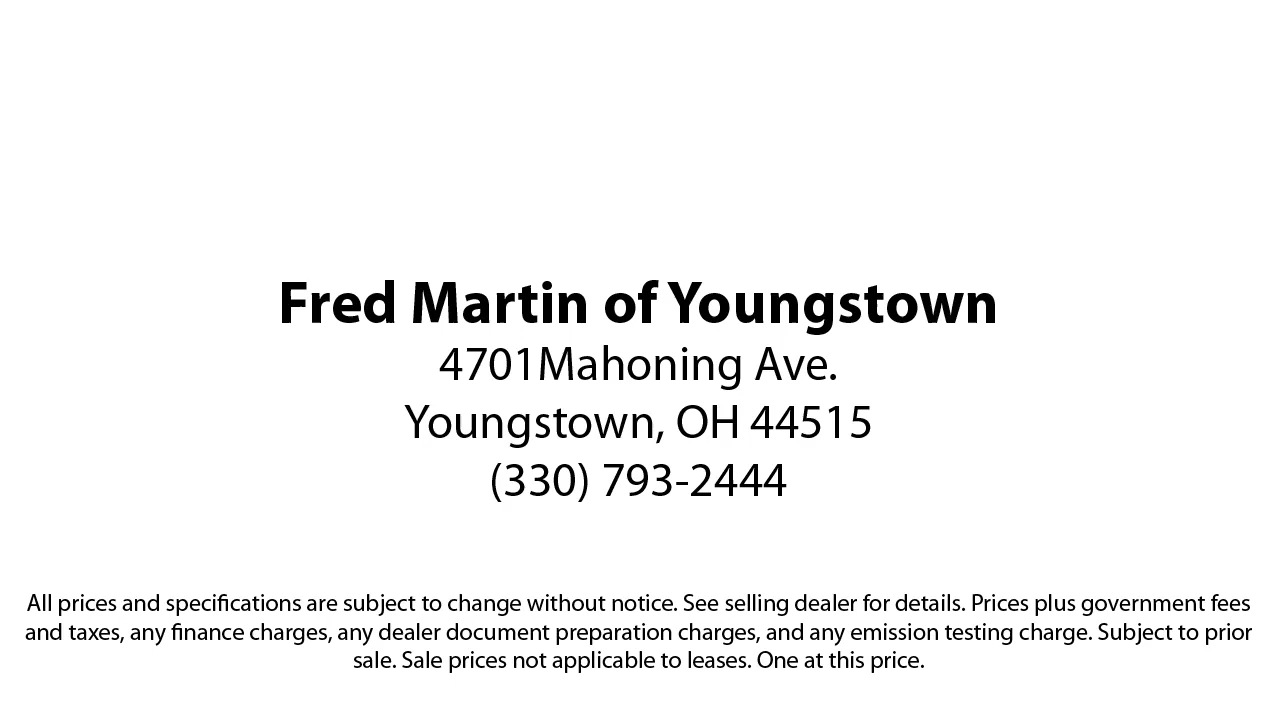 Fred Martin of Youngstown
4701Mahoning Ave.
Youngstown, OH 44515
(330) 793-2444
All prices and specifications are subject to change without notice. See selling dealer for details. Prices plus government fees
and taxes, any finance charges, any dealer document preparation charges, and any emission testing charge. Subject to prior
sale. Sale prices not applicable to leases. One at this price.